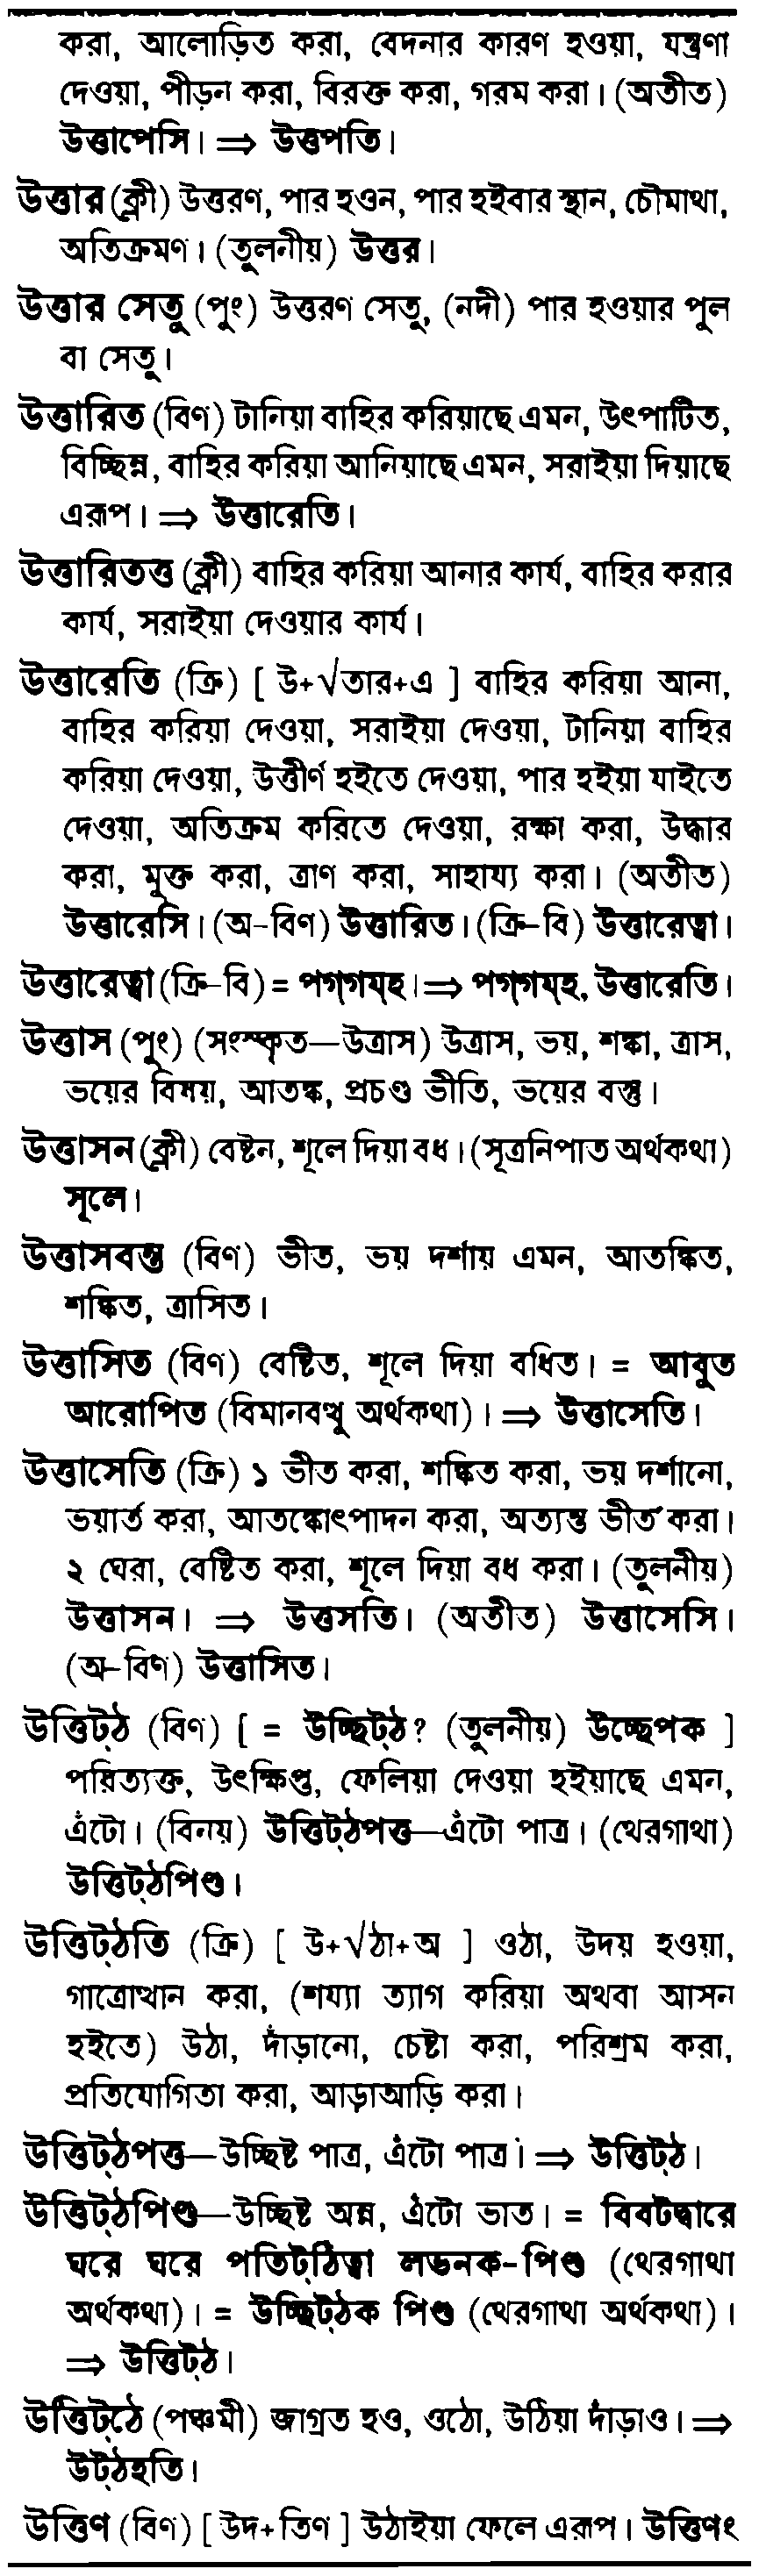 করা, আলোড়িত করা, বেদনার কারণ হওয়া, যন্ত্রণা
দেওয়া, পীড়ন করা, বিরক্ত করা, গরম করা। (অতীত)
উত্তাপেসি। ⇒ উত্তপতি।
উত্তার (ক্লী) উত্তরণ, পার হওন, পার হইবার স্থান, চৌমাথা,
অতিক্রমণ। (তুলনীয়) উত্তর।
উত্তার সেতু (পুং) উত্তরণ সেতু, (নদী) পার হওয়ার পুল
বা সেতু।
উত্তারিত (বিণ) টানিয়া বাহির করিয়াছে এমন, উৎপাটিত,
বিচ্ছিন্ন, বাহির করিয়া আনিয়াছে এমন, সরাইয়া দিয়াছে
এরূপ। ⇒ উত্তারেতি।
উত্তারিতত্ত (ক্লী) বাহির করিয়া আনার কার্য, বাহির করার
কার্য, সরাইয়া দেওয়ার কার্য।
উত্তারেতি (ক্রি) [ উ+√তার+এ ] বাহির করিয়া আনা,
বাহির করিয়া দেওয়া, সরাইয়া দেওয়া, টানিয়া বাহির
করিয়া দেওয়া, উত্তীর্ণ হইতে দেওয়া, পার হইয়া যাইতে
দেওয়া, অতিক্রম করিতে দেওয়া, রক্ষা করা, উদ্ধার
করা, মুক্ত করা, ত্রাণ করা, সাহায্য করা। (অতীত)
উত্তারেসি। (অ-বিণ) উত্তারিত। (ক্রি-বি) উত্তারেত্বা।
উত্তারেত্বা (ক্রি-বি) = পগ্‌গয্‌হ। ⇒ পগ্‌গয্‌হ, উত্তারেতি।
উত্তাস (পুং) (সংস্কৃত—উত্রাস) উত্রাস, ভয়, শঙ্কা, ত্রাস,
ভয়ের বিষয়, আতঙ্ক, প্রচণ্ড ভীতি, ভয়ের বস্তু।
উত্তাসন (ক্লী) বেষ্টন, শূলে দিয়া বধ। (সূত্রনিপাত অর্থকথা)
সূলে।
উত্তাসবন্ত (বিণ) ভীত, ভয় দর্শায় এমন, আতঙ্কিত,
শঙ্কিত, ত্রাসিত।
উত্তাসিত (বিণ) বেষ্টিত, শূলে দিয়া বধিত। = আবুত
আরোপিত (বিমানবত্থু অর্থকথা)। ⇒ উত্তাসেতি।
উত্তাসেতি (ক্রি) ১ ভীত করা, শঙ্কিত করা, ভয় দর্শানো,
ভয়ার্ত করা, আতঙ্কোৎপাদন করা, অত্যন্ত ভীত করা।
২ ঘেরা, বেষ্টিত করা, শূলে দিয়া বধ করা। (তুলনীয়)
উত্তাসন। ⇒ উত্তসতি। (অতীত) উত্তাসেসি।
(অ-বিণ) উত্তাসিত।
উত্তিট্‌ঠ (বিণ) [ = উচ্ছিট্‌ঠ? (তুলনীয়) উচ্ছেপক ]
পরিত্যক্ত, উৎক্ষিপ্ত, ফেলিয়া দেওয়া হইয়াছে এমন,
এঁটো। (বিনয়) উত্তিট্‌ঠপত্ত—এঁটো পাত্র। (থেরগাথা)
উত্তিট্‌ঠপিণ্ড।
উত্তিট্‌ঠতি (ক্রি) [ উ+√ঠা+অ ] ওঠা, উদয় হওয়া,
গাত্রোত্থান করা, (শয্যা ত্যাগ করিয়া অথবা আসন
হইতে) উঠা, দাঁড়ানো, চেষ্টা করা, পরিশ্রম করা,
প্রতিযোগিতা করা, আড়াআড়ি করা।
উত্তিট্‌ঠপত্ত—উচ্ছিষ্ট পাত্র, এঁটো পাত্র। ⇒ উত্তিট্‌ঠ।
উত্তিট্‌ঠপিণ্ড—উচ্ছিষ্ট অন্ন, এঁটো ভাত। = বিবটদ্বারে
ঘরে ঘরে পতিট্‌ঠিত্বা লভনক-পিণ্ড (থেরগাথা
অর্থকথা)। = উচ্ছিট্‌ঠক পিণ্ড (থেরগাথা অর্থকথা)।
⇒ উত্তিট্‌ঠ।
উত্তিট্‌ঠে (পঞ্চমী) জাগ্রত হও, ওঠো, উঠিয়া দাঁড়াও। ⇒
উট্‌ঠহতি।
উত্তিণ (বিণ) [ উদ+তিণ ] উঠাইয়া ফেলে এরূপ। উত্তিণং